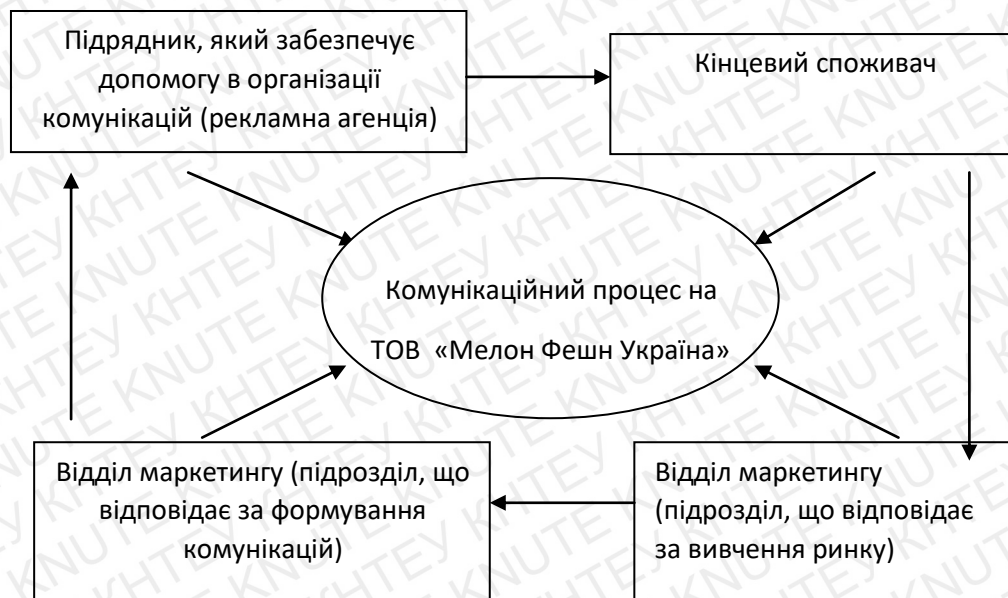 Підрядник, який забезпечує
допомогу в організації
комунікацій (рекламна агенція)
Кінцевий споживач
Комунікаційний процес на
ТОВ «Мелон Фешн Україна»
Відділ маркетингу (підрозділ, що
відповідає за формування
комунікацій)
Відділ маркетингу
(підрозділ, що відповідає
за вивчення ринку)